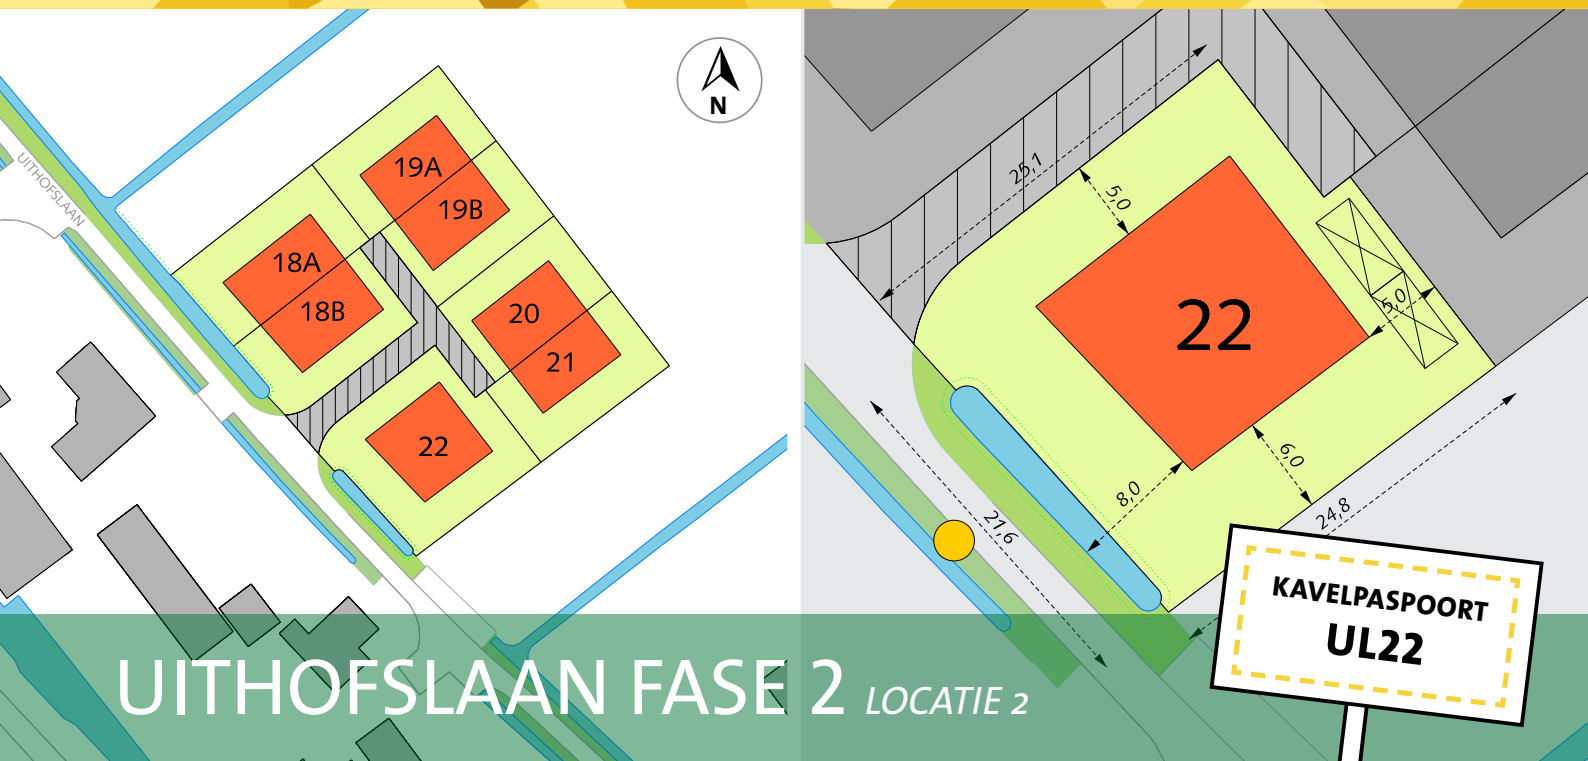 N
UITHOFSLAAN
19A
19B
18A
18B
20
21
22
25,1
5,0
22
5,0
6,0
8,0
21,6
24,8
KAVELPASPOORT
UL22
UITHOFSLAAN FASE 2 LOCATIE 2